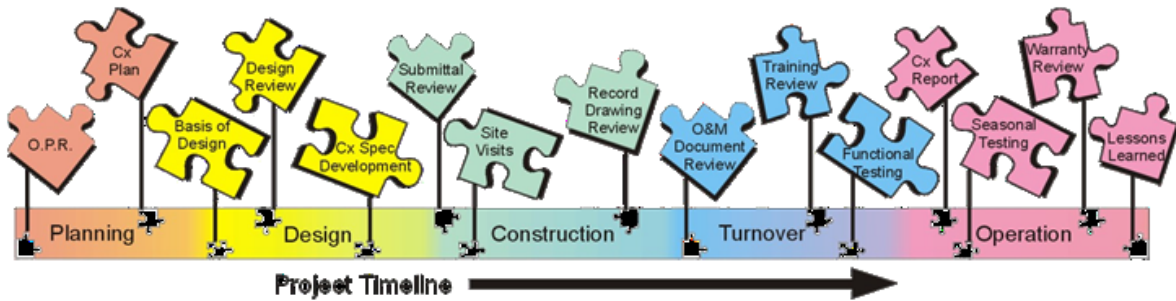 O.P.R.
Cx
Plan
Basis of
Design
Design
Review
Cx Spec
Development
Submittal
Review
Site
Visits
Record
Drawing
Review
O&M
Document
Review
Training
Review
Functional
Testing
Cx
Report
Seasonal
Testing
Warranty
Review
Lessons
Learned
Planning
Design
Construction
Turnover
Operation
Project Timeline